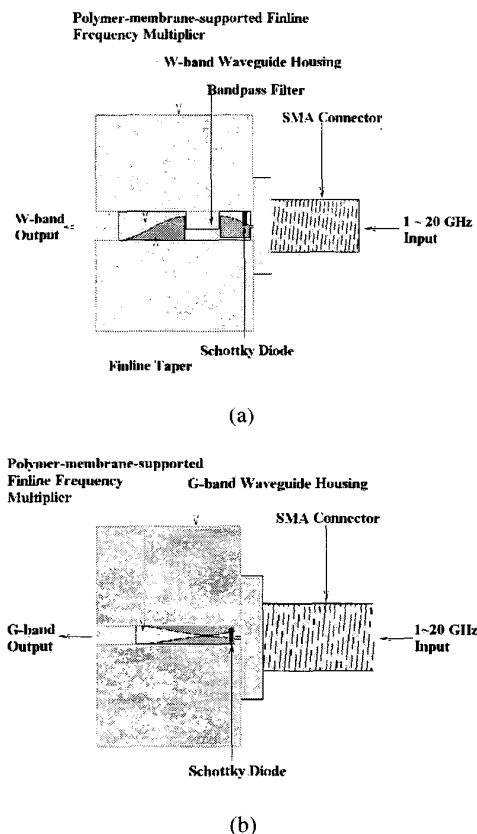 Polymer-membrane-supported Finline
Frequency Multiplier
W-band Waveguide Housing
Bandpass Filter
SMA Connector
W-band
Output
1 ~ 20 GHz
Input
Schottky Diode
Finline Taper
(a)
Polymer-membrane-supported
Finline Frequency
Multiplier
G-band Waveguide Housing
SMA Connector
G-band
Output
1~20 GHz
Input
Schottky Diode
(b)